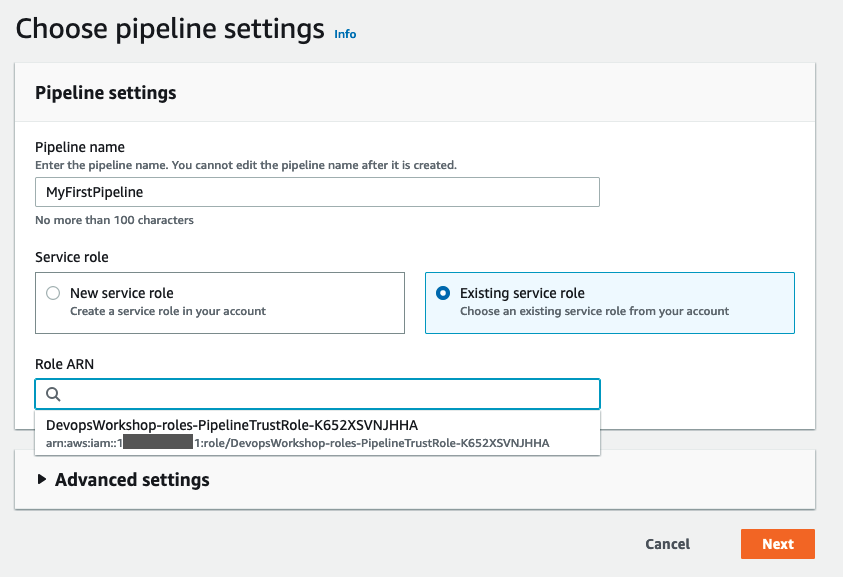 Choose pipeline settings Info
Pipeline settings
Pipeline name
Enter the pipeline name. You cannot edit the pipeline name after it is created.
MyFirstPipeline
No more than 100 characters
Service role
New service role
Create a service role in your account
Existing service role
Choose an existing service role from your account
Role ARN
DevopsWorkshop-roles-PipelineTrustRole-K652XSVNJHHA
arn:aws:iam::1 1:role/DevopsWorkshop-roles-PipelineTrustRole-K652XSVNJHHA
Advanced settings
Cancel
Next